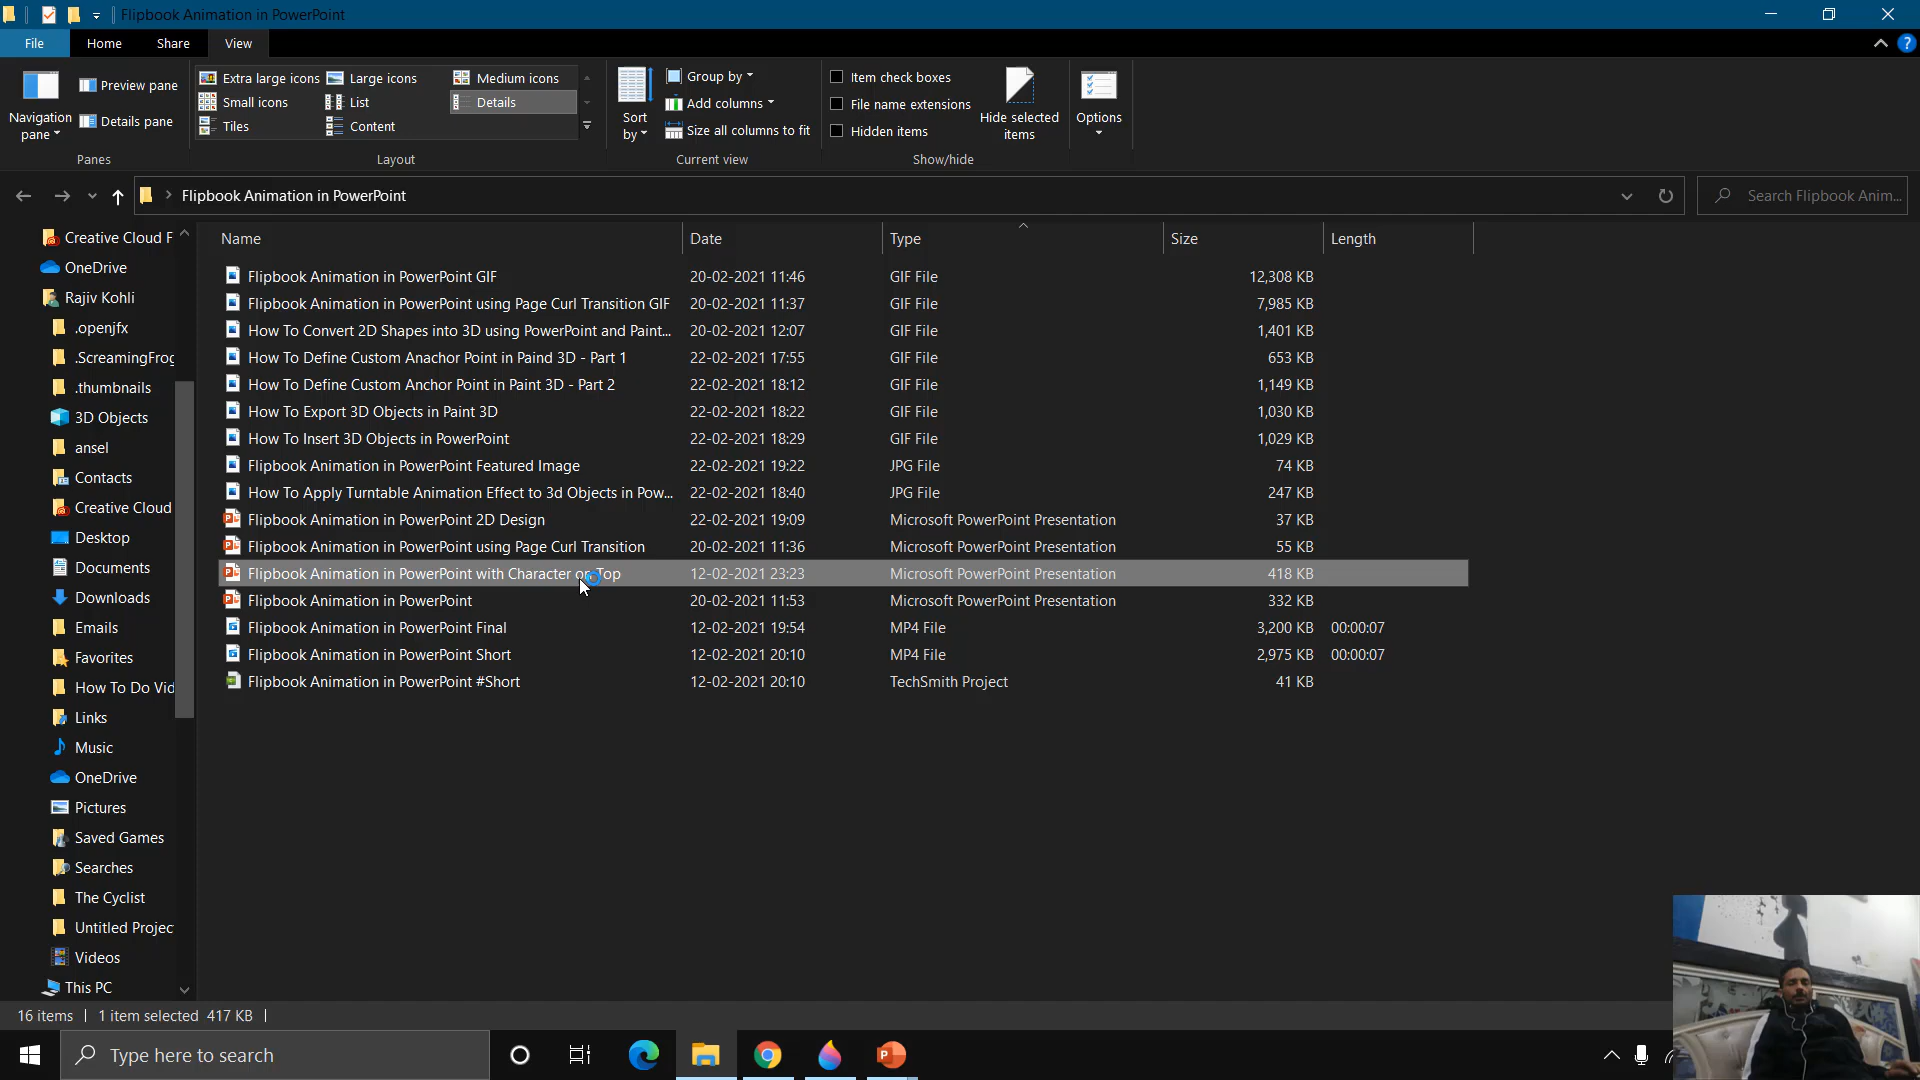 Flipbook Animation in PowerPoint
File Home Share View
Preview pane
Details pane
Navigation pane
Panes
Extra large icons Large icons Medium icons
Small icons List Details
Tiles Content
Layout
Sort by
Group by
Add columns
Size all columns to fit
Current view
Item check boxes
File name extensions
Hidden items
Hide selected items
Show/hide
Options
Flipbook Animation in PowerPoint
Search Flipbook Anim...
Creative Cloud F
OneDrive
Rajiv Kohli
.openjfx
.ScreamingFrog
.thumbnails
3D Objects
ansel
Contacts
Creative Cloud
Desktop
Documents
Downloads
Emails
Favorites
How To Do Vid
Links
Music
OneDrive
Pictures
Saved Games
Searches
The Cyclist
Untitled Projec
Videos
This PC
Name Date Type Size Length
Flipbook Animation in PowerPoint GIF 20-02-2021 11:46 GIF File 12,308 KB
Flipbook Animation in PowerPoint using Page Curl Transition GIF 20-02-2021 11:37 GIF File 7,985 KB
How To Convert 2D Shapes into 3D using PowerPoint and Paint... 20-02-2021 12:07 GIF File 1,401 KB
How To Define Custom Anachor Point in Paind 3D - Part 1 22-02-2021 17:55 GIF File 653 KB
How To Define Custom Anchor Point in Paint 3D - Part 2 22-02-2021 18:12 GIF File 1,149 KB
How To Export 3D Objects in Paint 3D 22-02-2021 18:22 GIF File 1,030 KB
How To Insert 3D Objects in PowerPoint 22-02-2021 18:29 GIF File 1,029 KB
Flipbook Animation in PowerPoint Featured Image 22-02-2021 19:22 JPG File 74 KB
How To Apply Turntable Animation Effect to 3d Objects in Pow... 22-02-2021 18:40 JPG File 247 KB
Flipbook Animation in PowerPoint 2D Design 22-02-2021 19:09 Microsoft PowerPoint Presentation 37 KB
Flipbook Animation in PowerPoint using Page Curl Transition 20-02-2021 11:36 Microsoft PowerPoint Presentation 55 KB
Flipbook Animation in PowerPoint with Character on Top 12-02-2021 23:23 Microsoft PowerPoint Presentation 418 KB
Flipbook Animation in PowerPoint 20-02-2021 11:53 Microsoft PowerPoint Presentation 332 KB
Flipbook Animation in PowerPoint Final 12-02-2021 19:54 MP4 File 3,200 KB 00:00:07
Flipbook Animation in PowerPoint Short 12-02-2021 20:10 MP4 File 2,975 KB 00:00:07
Flipbook Animation in PowerPoint #Short 12-02-2021 20:10 TechSmith Project 41 KB
16 items 1 item selected 417 KB
Type here to search